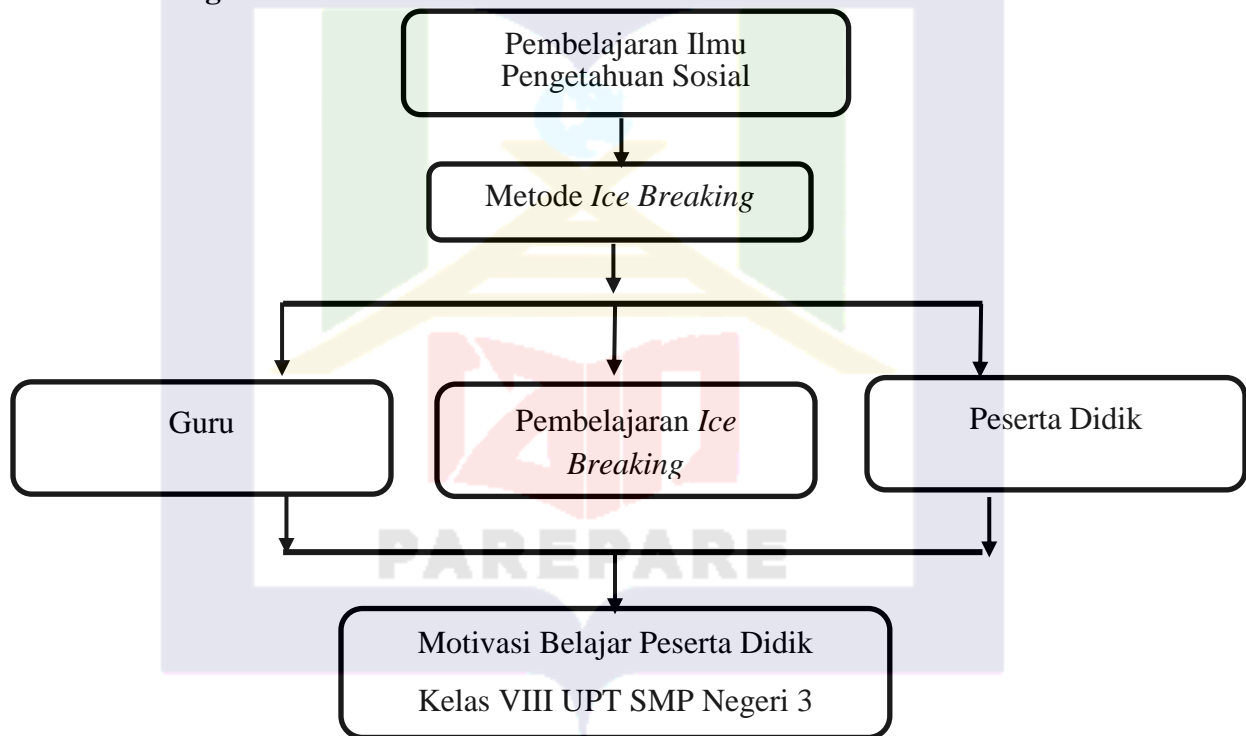 g
Pembelajaran Ilmu
Pengetahuan Sosial
Metode Ice Breaking
Guru
Pembelajaran Ice
Breaking
Peserta Didik
PAREPARE
Motivasi Belajar Peserta Didik
Kelas VIII UPT SMP Negeri 3